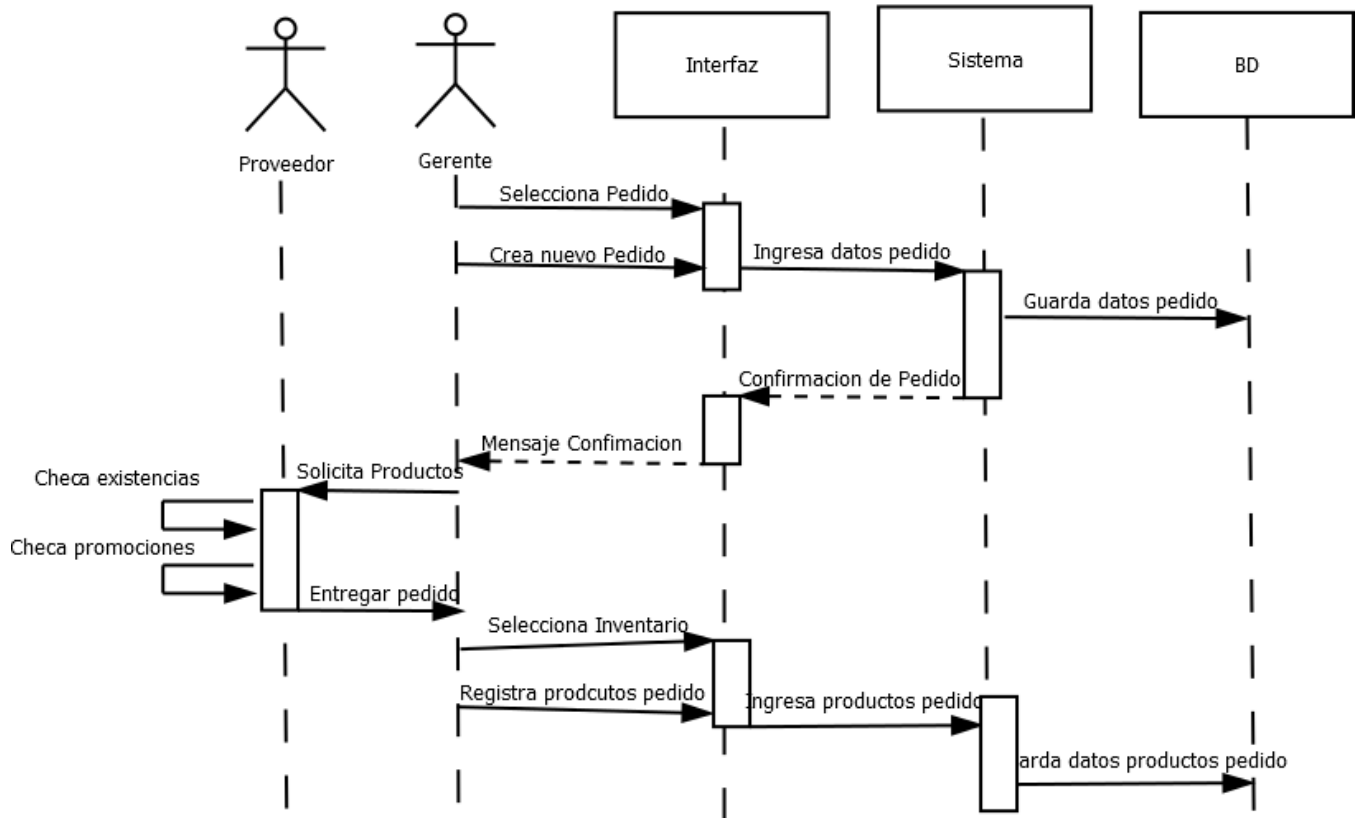 Interfaz
Sistema
BD
Proveedor
Gerente
Selecciona Pedido
Crea nuevo Pedido
Ingresa datos pedido
Guarda datos pedido
Confirmacion de Pedido
Mensaje Confimacion
Solicita Productos
Checa existencias
Checa promociones
Entregar pedido
Selecciona Inventario
Registra prodcutos pedido
Ingresa productos pedido
arda datos productos pedido